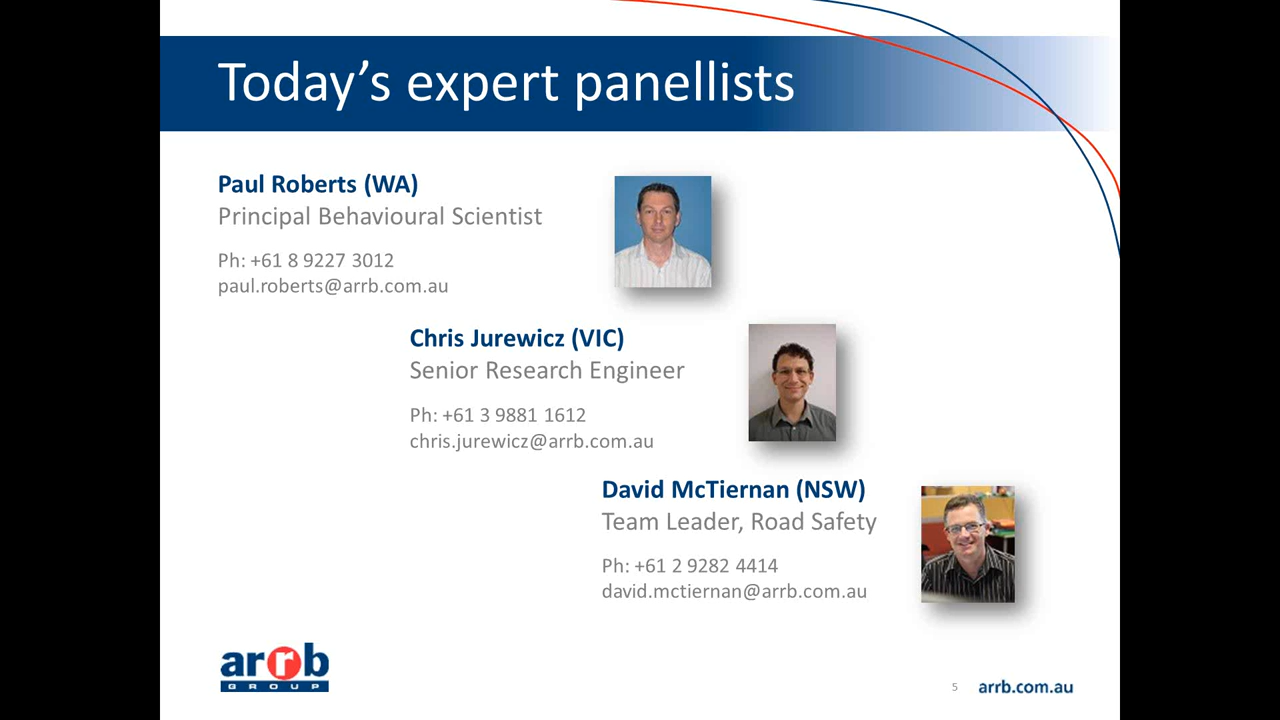 Today’s expert panellists
Paul Roberts (WA)
Principal Behavioural Scientist
Ph: +61 8 9227 3012
paul.roberts@arrb.com.au
Chris Jurewicz (VIC)
Senior Research Engineer
Ph: +61 3 9881 1612
chris.jurewicz@arrb.com.au
David McTiernan (NSW)
Team Leader, Road Safety
Ph: +61 2 9282 4414
david.mctiernan@arrb.com.au
arrb
GROUP
5 arrb.com.au